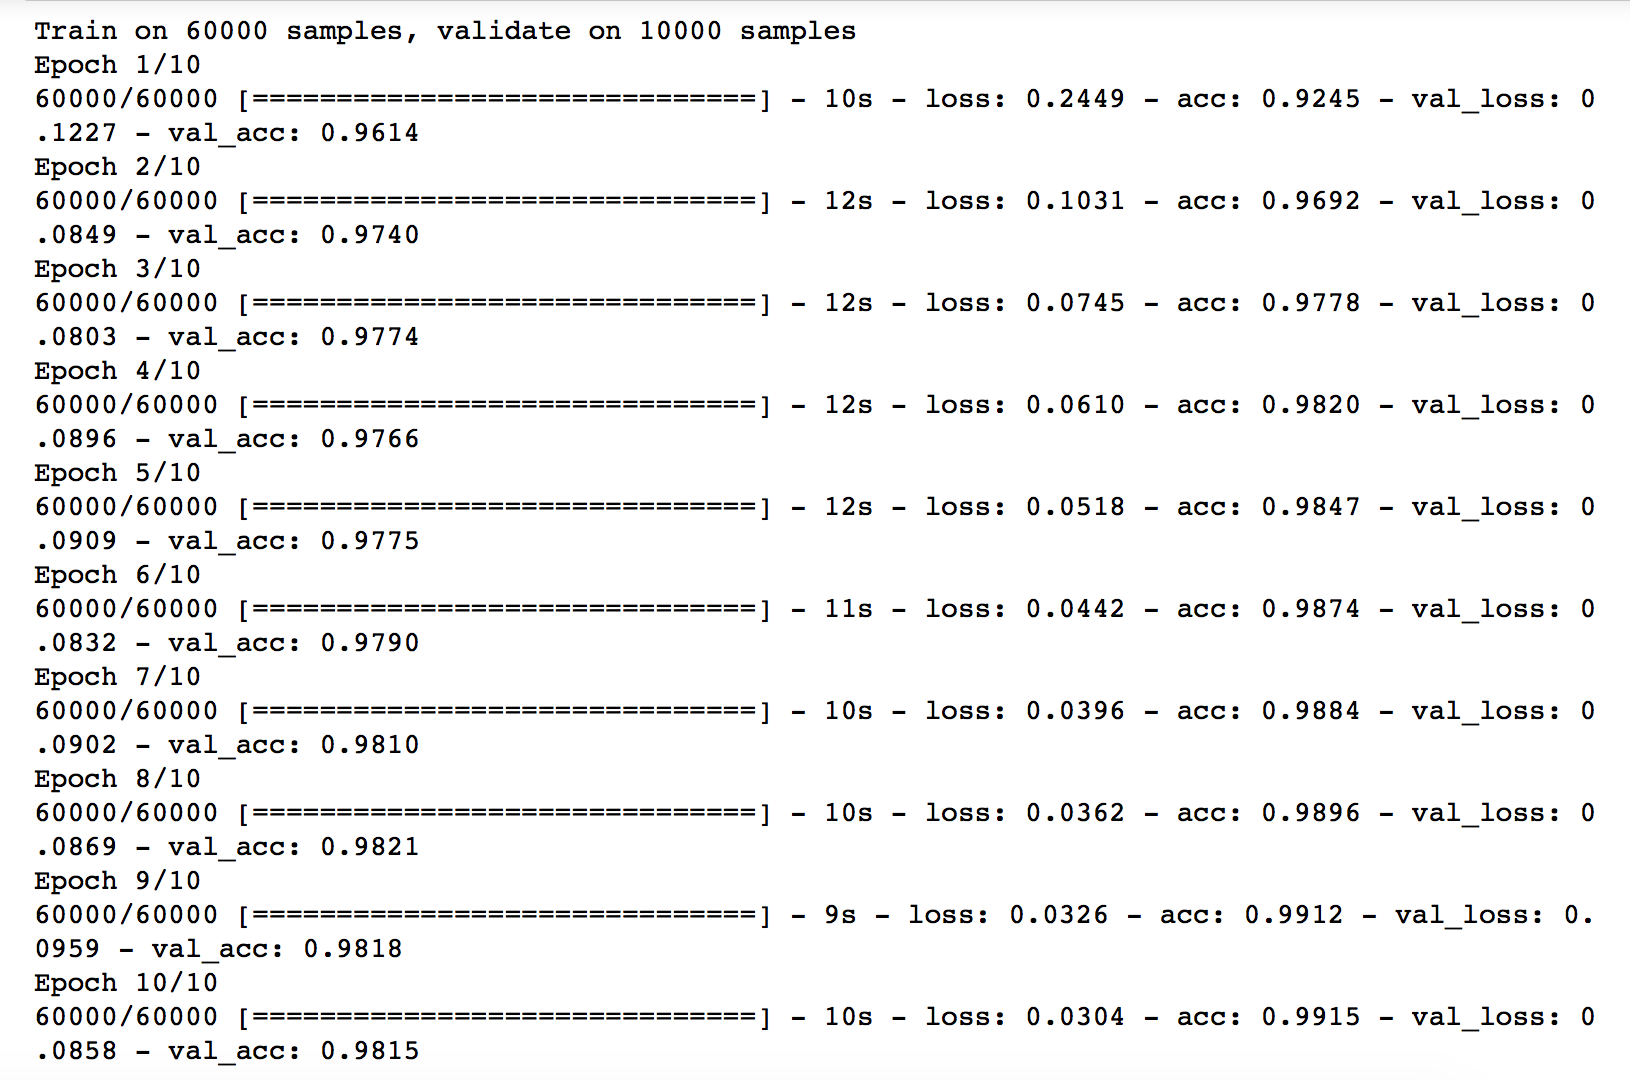 Train on 60000 samples, validate on 10000 samples
Epoch 1/10
60000/60000 [==============================] - 10s - loss: 0.2449 - acc: 0.9245 - val_loss: 0
.1227 - val_acc: 0.9614
Epoch 2/10
60000/60000 [==============================] - 12s - loss: 0.1031 - acc: 0.9692 - val_loss: 0
.0849 - val_acc: 0.9740
Epoch 3/10
60000/60000 [==============================] - 12s - loss: 0.0745 - acc: 0.9778 - val_loss: 0
.0803 - val_acc: 0.9774
Epoch 4/10
60000/60000 [==============================] - 12s - loss: 0.0610 - acc: 0.9820 - val_loss: 0
.0896 - val_acc: 0.9766
Epoch 5/10
60000/60000 [==============================] - 12s - loss: 0.0518 - acc: 0.9847 - val_loss: 0
.0909 - val_acc: 0.9775
Epoch 6/10
60000/60000 [==============================] - 11s - loss: 0.0442 - acc: 0.9874 - val_loss: 0
.0832 - val_acc: 0.9790
Epoch 7/10
60000/60000 [==============================] - 10s - loss: 0.0396 - acc: 0.9884 - val_loss: 0
.0902 - val_acc: 0.9810
Epoch 8/10
60000/60000 [==============================] - 10s - loss: 0.0362 - acc: 0.9896 - val_loss: 0
.0869 - val_acc: 0.9821
Epoch 9/10
60000/60000 [==============================] - 9s - loss: 0.0326 - acc: 0.9912 - val_loss: 0.
0959 - val_acc: 0.9818
Epoch 10/10
60000/60000 [==============================] - 10s - loss: 0.0304 - acc: 0.9915 - val_loss: 0
.0858 - val_acc: 0.9815